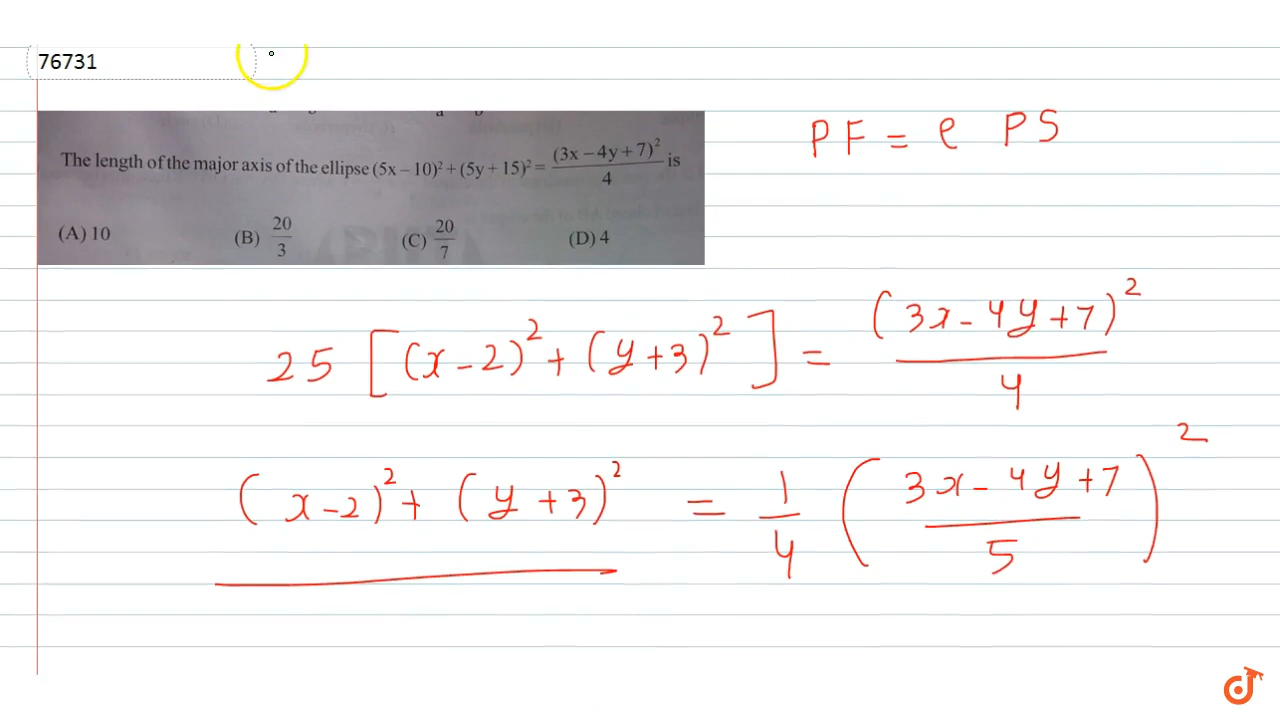 76731
PF = e PS
The length of the major axis of the ellipse (5x – 10)² + (5y + 15)² = (3x – 4y + 7)²/4 is
(A) 10 (B) 20/3 (C) 20/7 (D) 4
25 [(x-2)² + (y+3)²] = (3x - 4y + 7)²/4
(x-2)² + (y+3)² = 1/4 ((3x - 4y + 7)/5)²